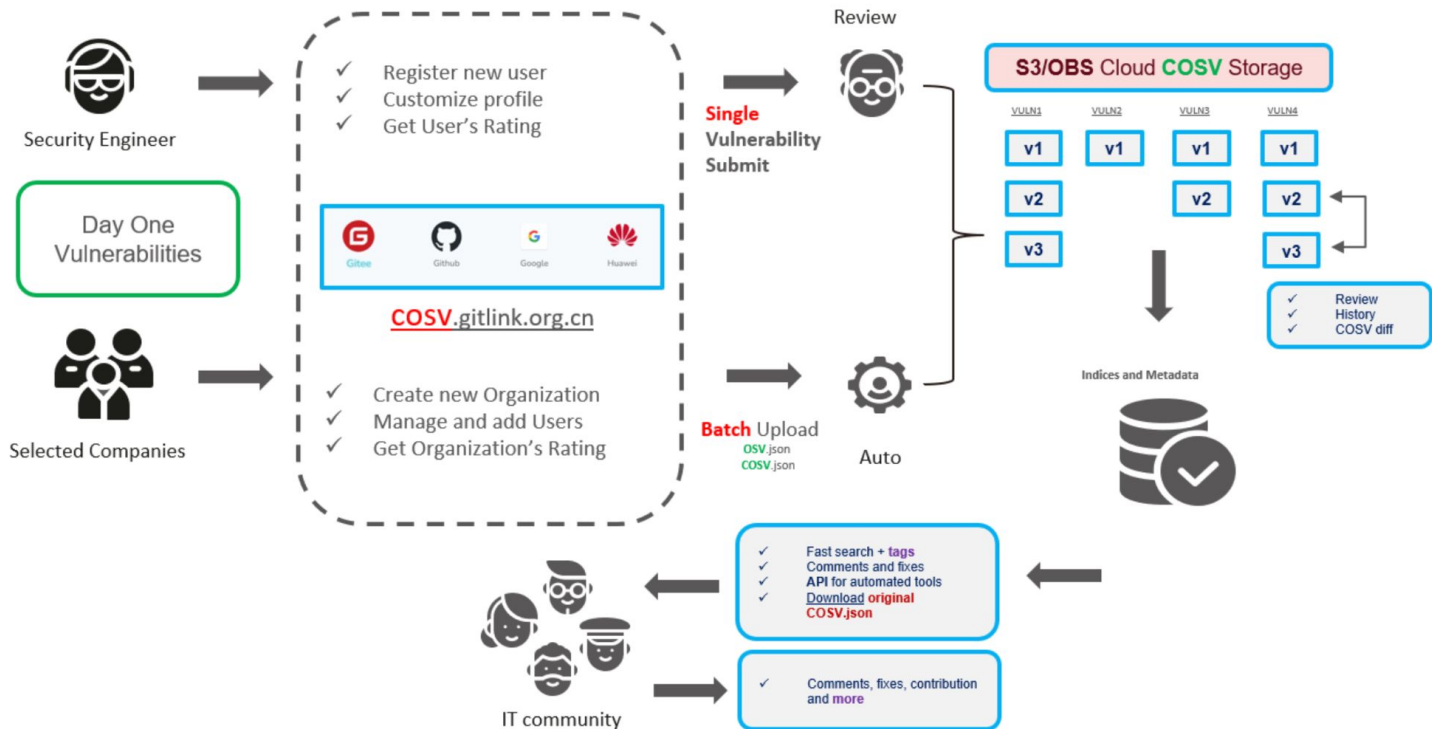 Security Engineer
Day One
Vulnerabilities
Selected Companies
✓ Register new user
✓ Customize profile
✓ Get User's Rating
G
Gitee
Github
G
Google
Huawei
COSV.gitlink.org.cn
✓ Create new Organization
✓ Manage and add Users
✓ Get Organization's Rating
Single
Vulnerability
Submit
Batch Upload
OSV.json
COSV.json
Review
Auto
S3/OBS Cloud COSV Storage
VULN1 VULN2 VULN3 VULN4
v1 v1 v1 v1
v2 v2 v2
v3 v3
✓ Review
✓ History
✓ COSV diff
Indices and Metadata
✓ Fast search + tags
✓ Comments and fixes
✓ API for automated tools
✓ Download original
COSV.json
✓ Comments, fixes, contribution
and more
IT community